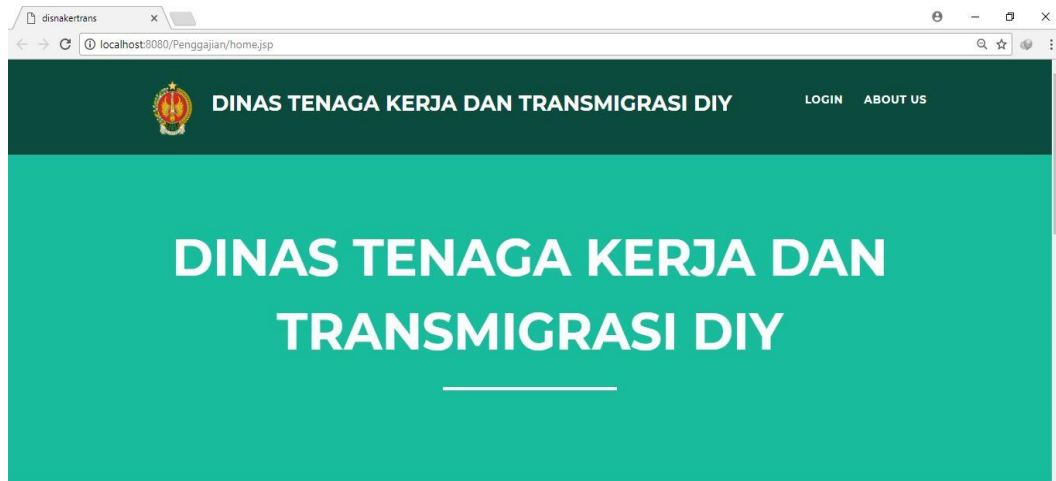 disnakertrans
localhost:8080/Penggajian/home.jsp
DINAS TENAGA KERJA DAN TRANSMIGRASI DIY
LOGIN
ABOUT US
DINAS TENAGA KERJA DAN
TRANSMIGRASI DIY